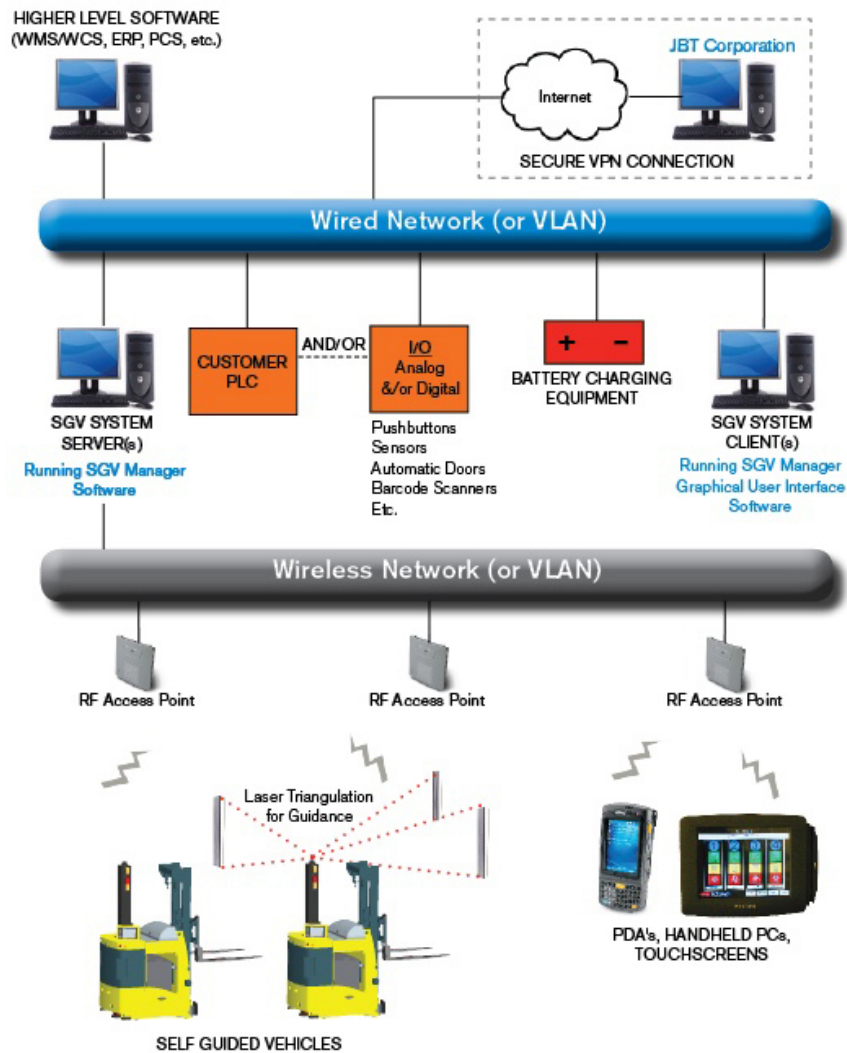 HIGHER LEVEL SOFTWARE
(WMS/WCS, ERP, PCS, etc.)
JBT Corporation
Internet
SECURE VPN CONNECTION
Wired Network (or VLAN)
CUSTOMER
PLC
AND/OR
I/O
Analog
&/or Digital
+ -
BATTERY CHARGING
EQUIPMENT
SGV SYSTEM
SERVER(s)
Running SGV Manager
Software
Pushbuttons
Sensors
Automatic Doors
Barcode Scanners
Etc.
SGV SYSTEM
CLIENT(s)
Running SGV Manager
Graphical User Interface
Software
Wireless Network (or VLAN)
RF Access Point
RF Access Point
RF Access Point
Laser Triangulation
for Guidance
PDA's, HANDHELD PCs,
TOUCHSCREENS
SELF GUIDED VEHICLES